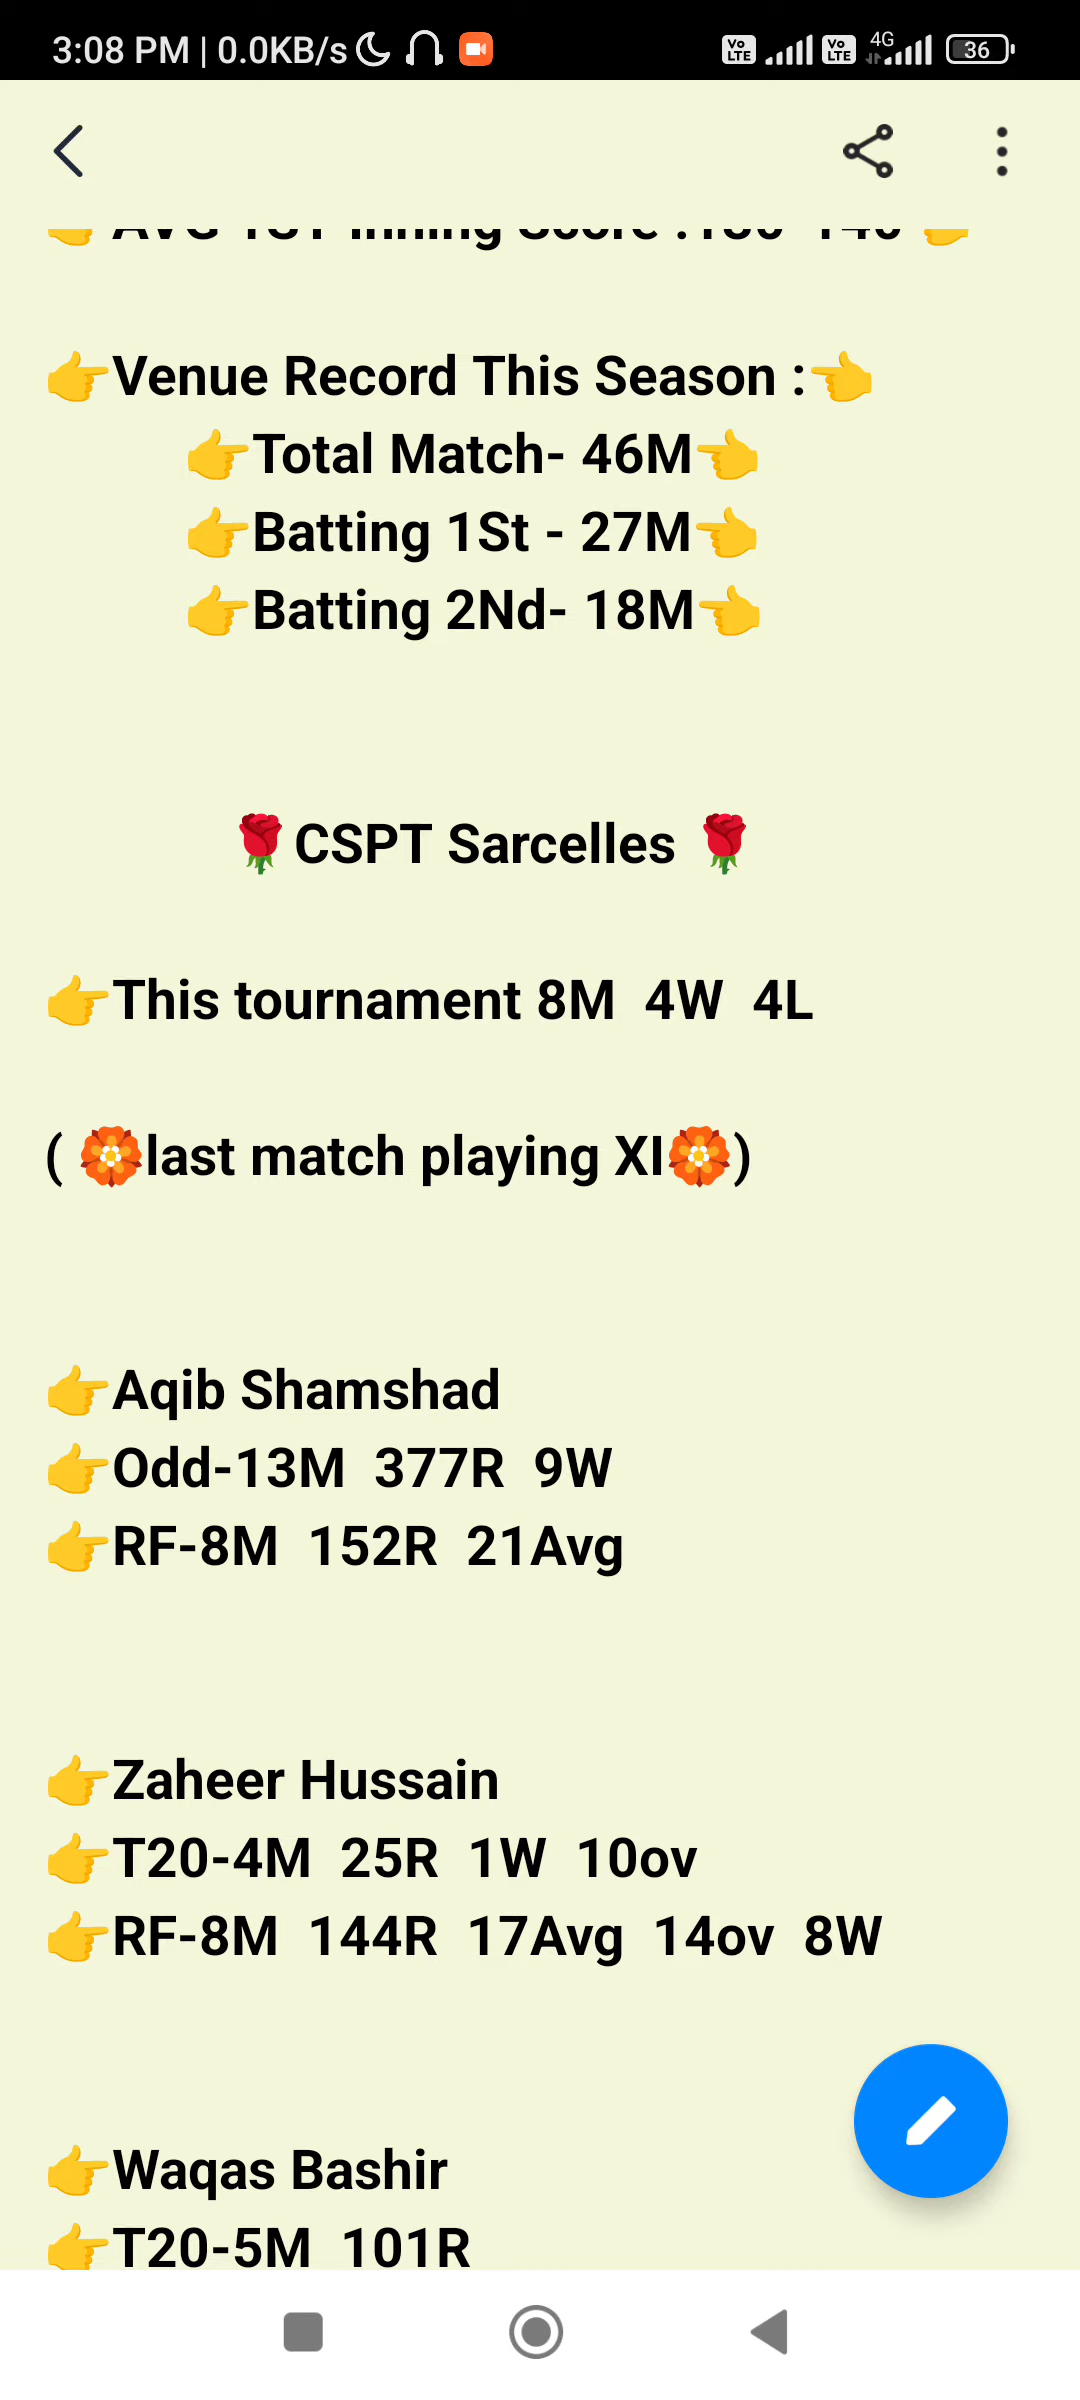 3:08 PM | 0.0KB/s
4G
36
Inning Score :
👉Venue Record This Season :👈
👉Total Match- 46M👈
👉Batting 1St - 27M👈
👉Batting 2Nd- 18M👈
🌹CSPT Sarcelles 🌹
👉This tournament 8M 4W 4L
( 🏵️last match playing XI🏵️)
👉Aqib Shamshad
👉Odd-13M 377R 9W
👉RF-8M 152R 21Avg
👉Zaheer Hussain
👉T20-4M 25R 1W 10ov
👉RF-8M 144R 17Avg 14ov 8W
👉Waqas Bashir
👉T20-5M 101R